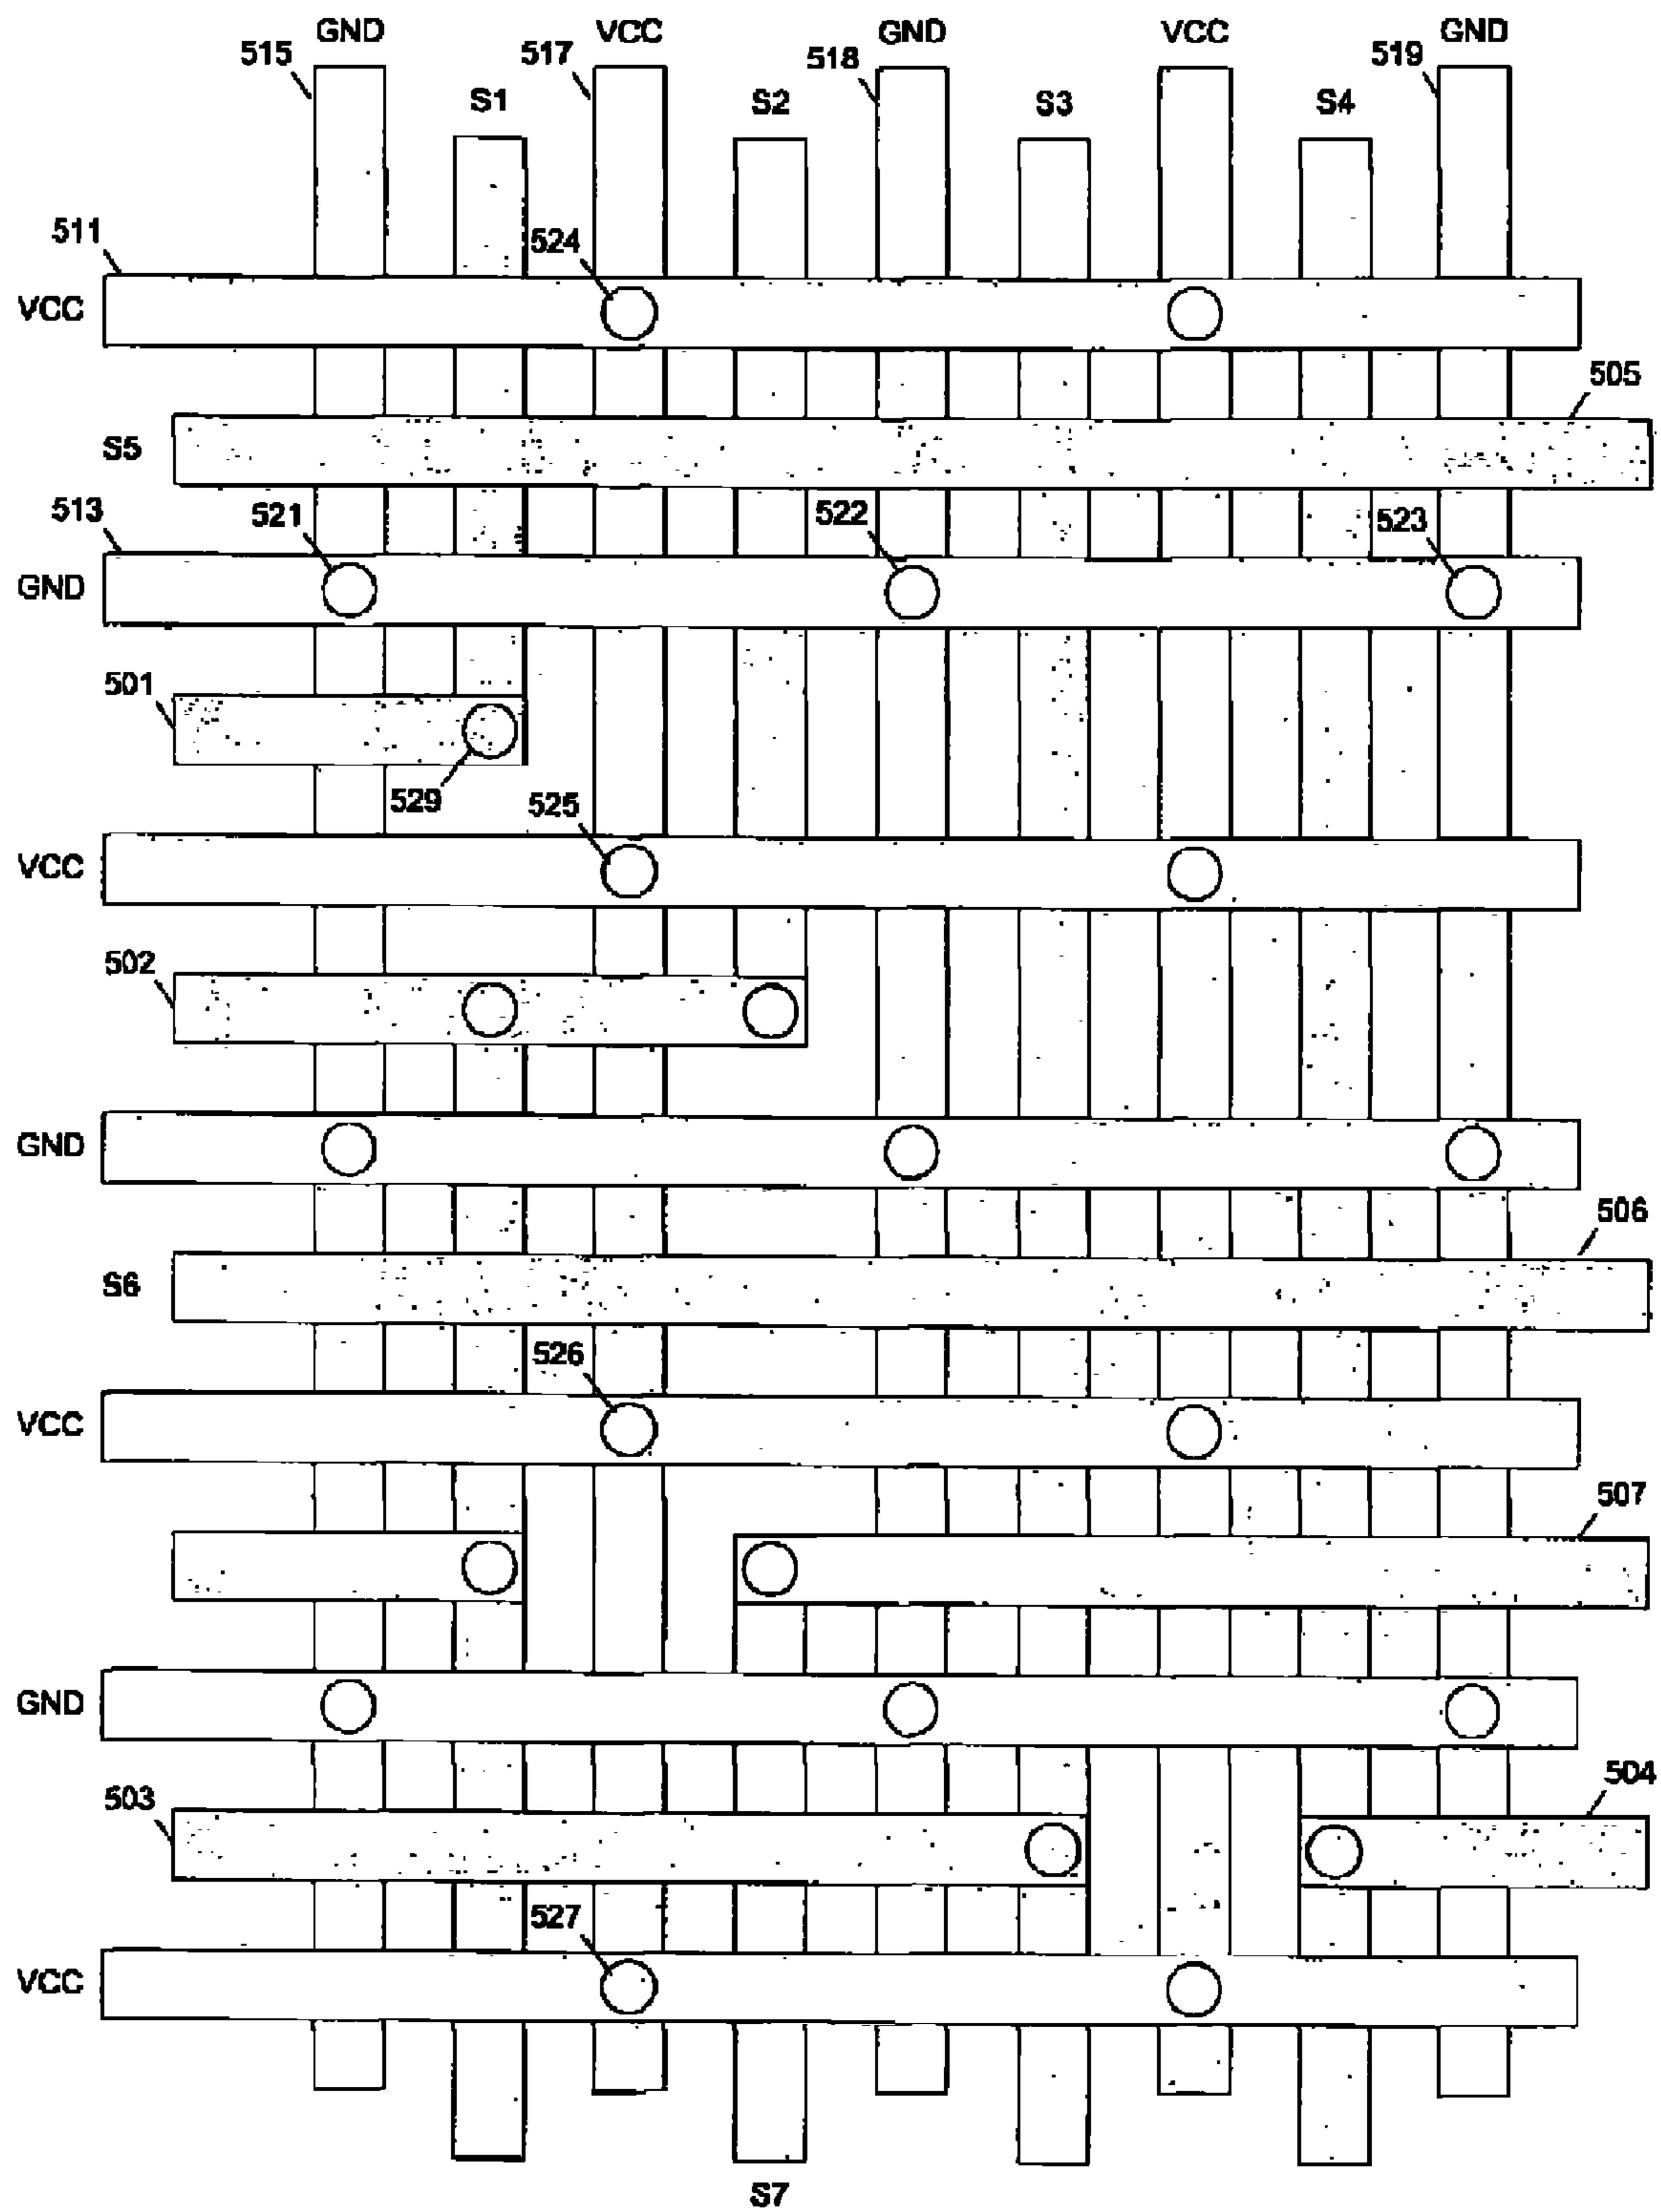 GND VCC GND VCC GND
515 517 518 519
S1 S2 S3 S4
511 524
VCC
505
S5
513 521 522 523
GND
501
529 525
VCC
502
GND
506
S6
526
VCC
507
GND
503 504
527
VCC
S7